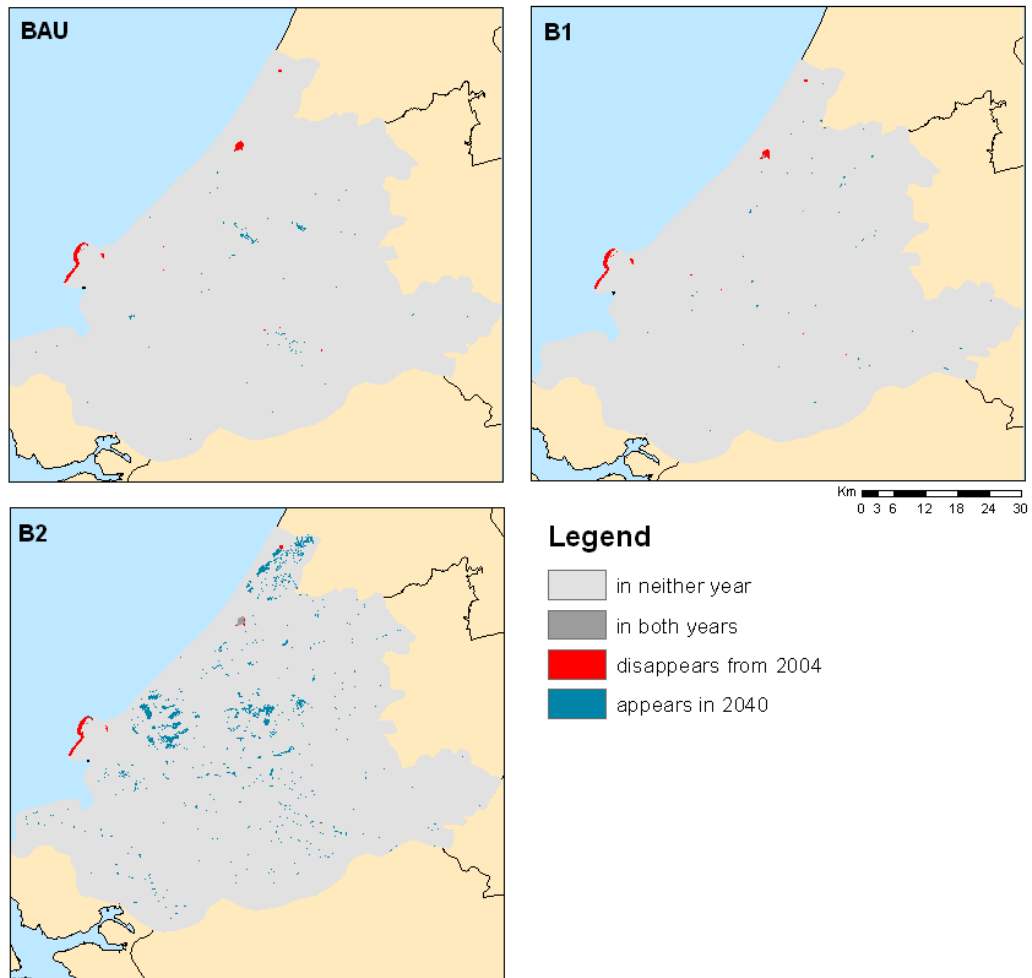 BAU
B1
Km
0 3 6 12 18 24 30
B2
Legend
in neither year
in both years
disappears from 2004
appears in 2040